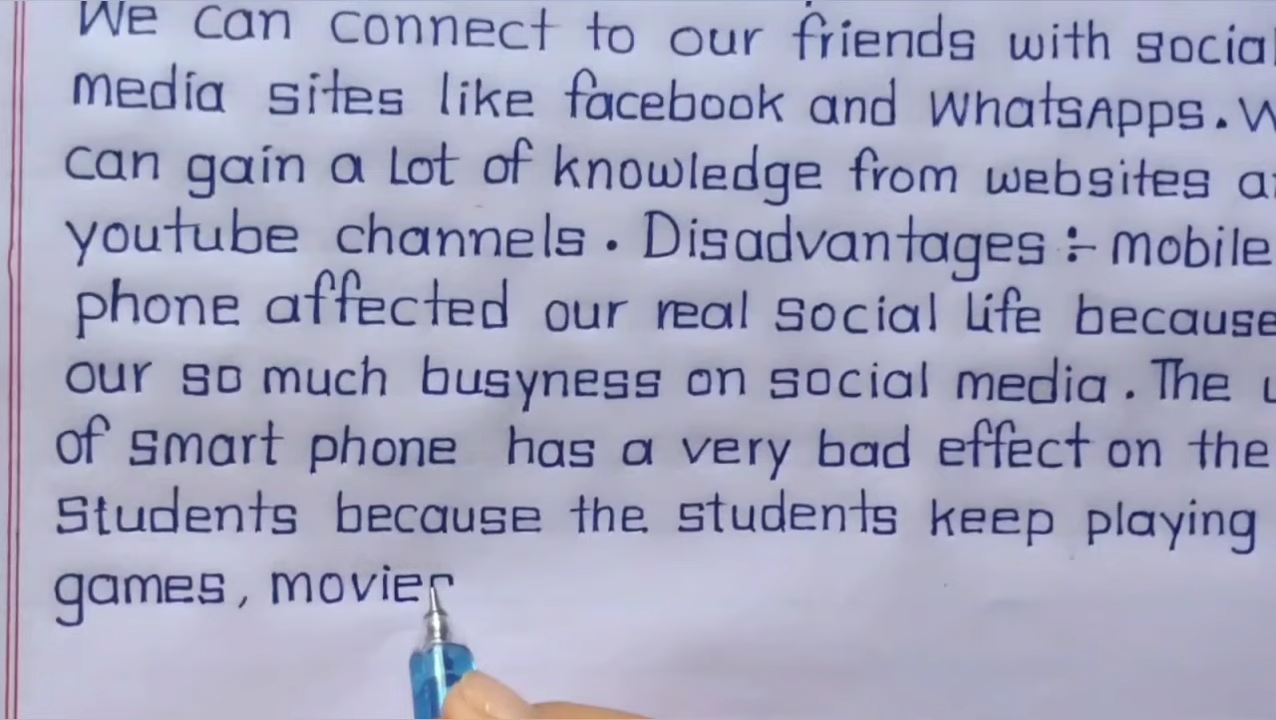 We can connect to our friends with social
media sites like facebook and WhatsApps.
can gain a lot of knowledge from websites
youtube channels. Disadvantages :- mobile
phone affected our real social life because
our so much busyness on social media. The
of smart phone has a very bad effect on the
Students because the students keep playing
games,